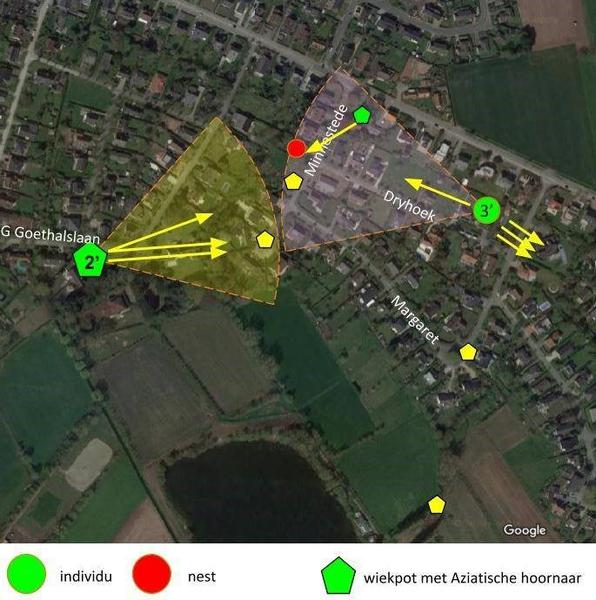 Minnestede
Dryhoek
3'
G Goethalslaan
2'
Margaret
Google
individu
nest
wiekpot met Aziatische hoornaar